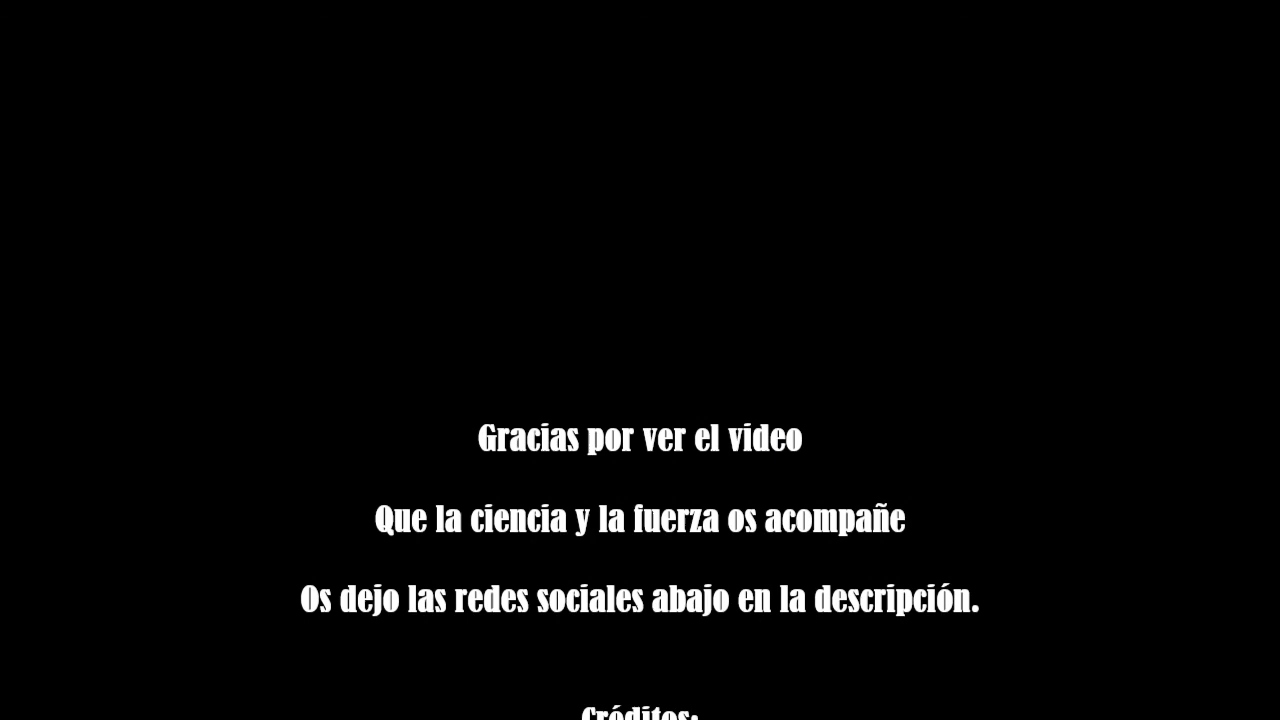 Gracias por ver el video
Que la ciencia y la fuerza os acompañe
Os dejo las redes sociales abajo en la descripción.
Créditos: